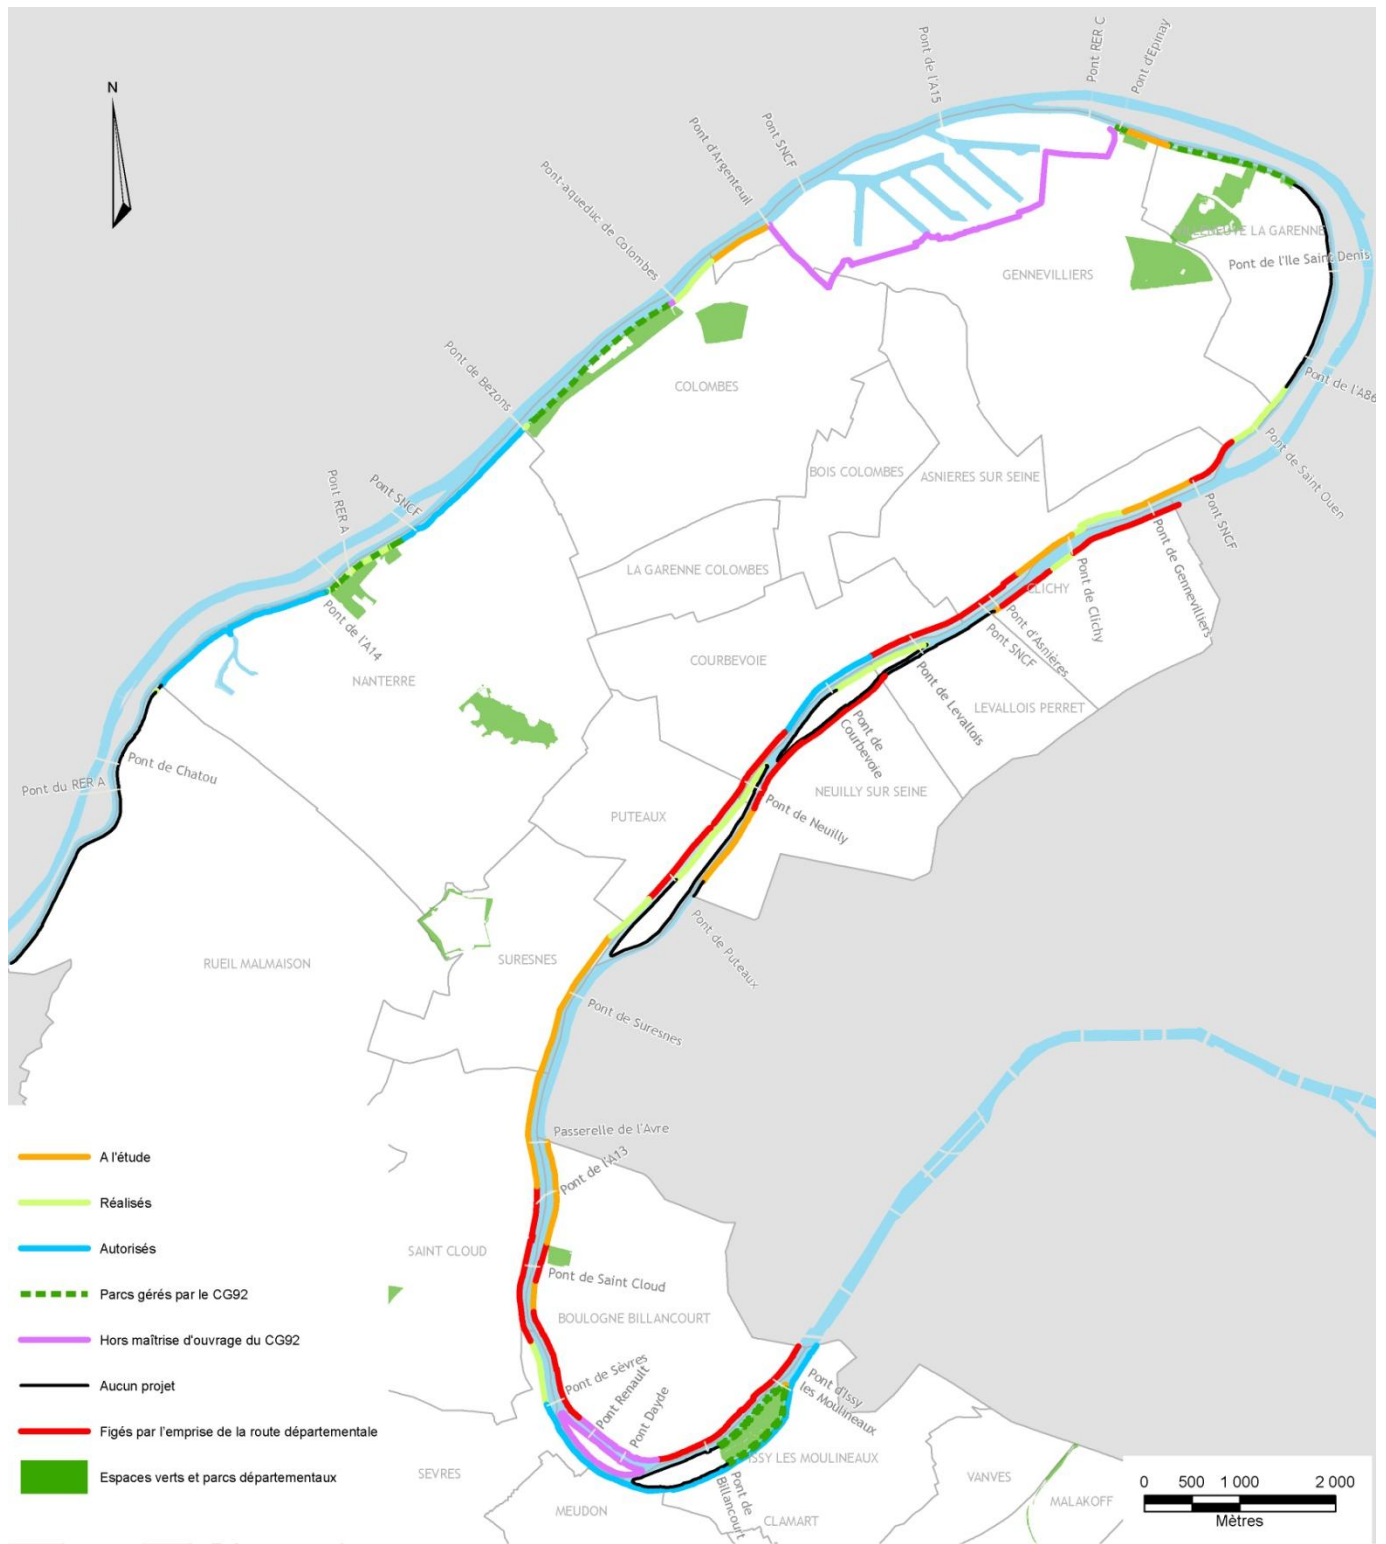 N
Pont de l'A15
Pont RER C
Pont d'Epinay
Pont SNCF
Pont d'Argenteuil
Pont-aqueduc de Colombes
Pont de Bezons
GENNEVILLIERS
LA GARENNE
Pont de l'Ile Saint Denis
Pont de l'A86
Pont de Saint Ouen
COLOMBES
BOIS COLOMBES
ASNIERES SUR SEINE
Pont RER A
Pont SNCF
Pont SNCF
Pont de Gennevilliers
Pont de Clichy
CLICHY
LA GARENNE COLOMBES
Pont d'Asnières
Pont SNCF
Pont de l'A14
COURBEVOIE
NANTERRE
Pont de Levallois
LEVALLOIS PERRET
Pont de
Courbevoie
Pont de Chatou
Pont du RER A
NEUILLY SUR SEINE
PUTEAUX
Pont de Neuilly
Pont de Puteaux
RUEIL MALMAISON
SURESNES
Pont de Suresnes
Passerelle de l'Avre
Pont de l'A13
SAINT CLOUD
Pont de Saint Cloud
BOULOGNE BILLANCOURT
Pont de Sèvres
Pont Renault
Pont Dayde
Pont d'Issy
les Moulineaux
ISSY LES MOULINEAUX
SEVRES
MEUDON
Pont de
Billancourt
CLAMART
VANVES
MALAKOFF
A l'étude
Réalisés
Autorisés
Parcs gérés par le CG92
Hors maîtrise d'ouvrage du CG92
Aucun projet
Figés par l'emprise de la route départementale
Espaces verts et parcs départementaux
0 500 1 000 2 000
Mètres